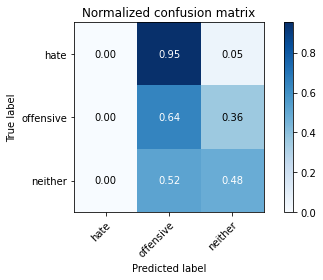 Normalized confusion matrix
hate 0.00 0.95 0.05
offensive 0.00 0.64 0.36
neither 0.00 0.52 0.48
True label
hate offensive neither
Predicted label
0.8
0.6
0.4
0.2
0.0